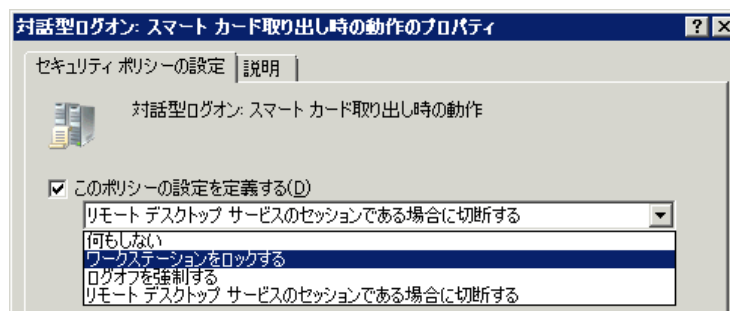 対話型ログオン: スマート カード取り出し時の動作のプロパティ
セキュリティ ポリシーの設定 説明
対話型ログオン: スマート カード取り出し時の動作
このポリシーの設定を定義する(D)
リモート デスクトップ サービスのセッションである場合に切断する
何もしない
ワークステーションをロックする
ログオフを強制する
リモート デスクトップ サービスのセッションである場合に切断する